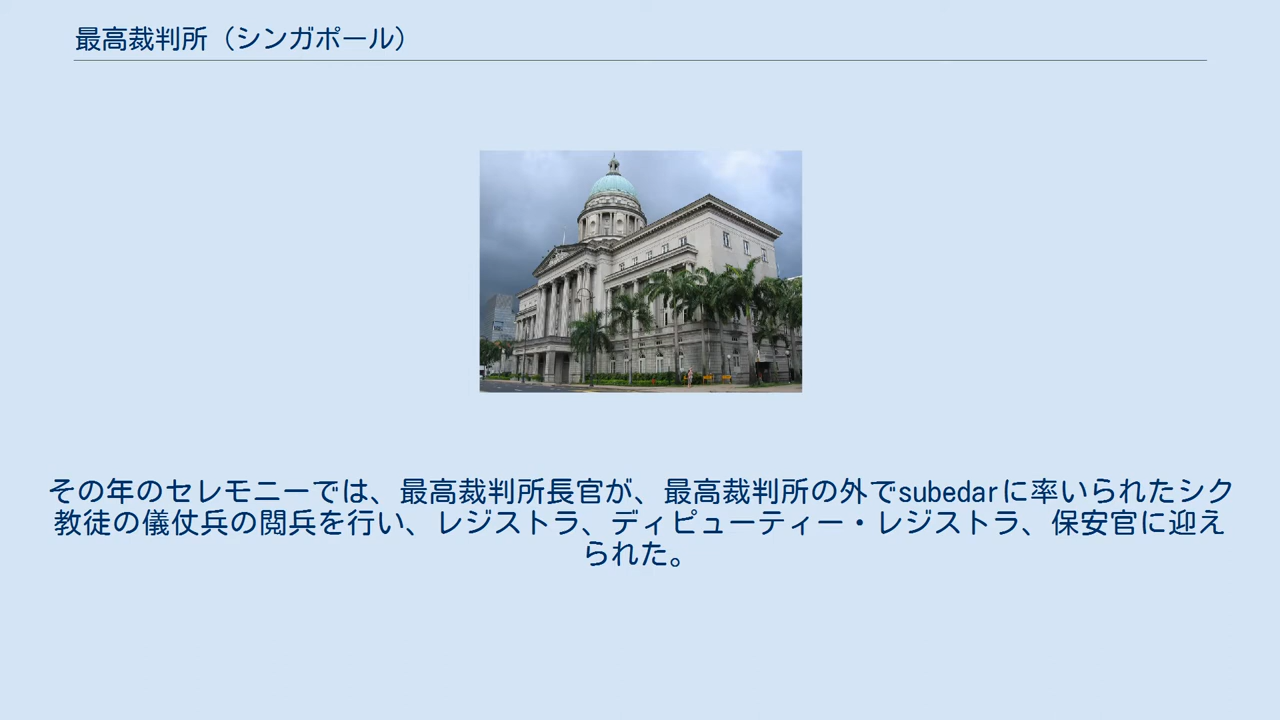 最高裁判所（シンガポール）
その年のセレモニーでは、最高裁判所長官が、最高裁判所の外でsubedarに率いられたシク
教徒の儀仗兵の閲兵を行い、レジストラ、ディピューティー・レジストラ、保安官に迎え
られた。